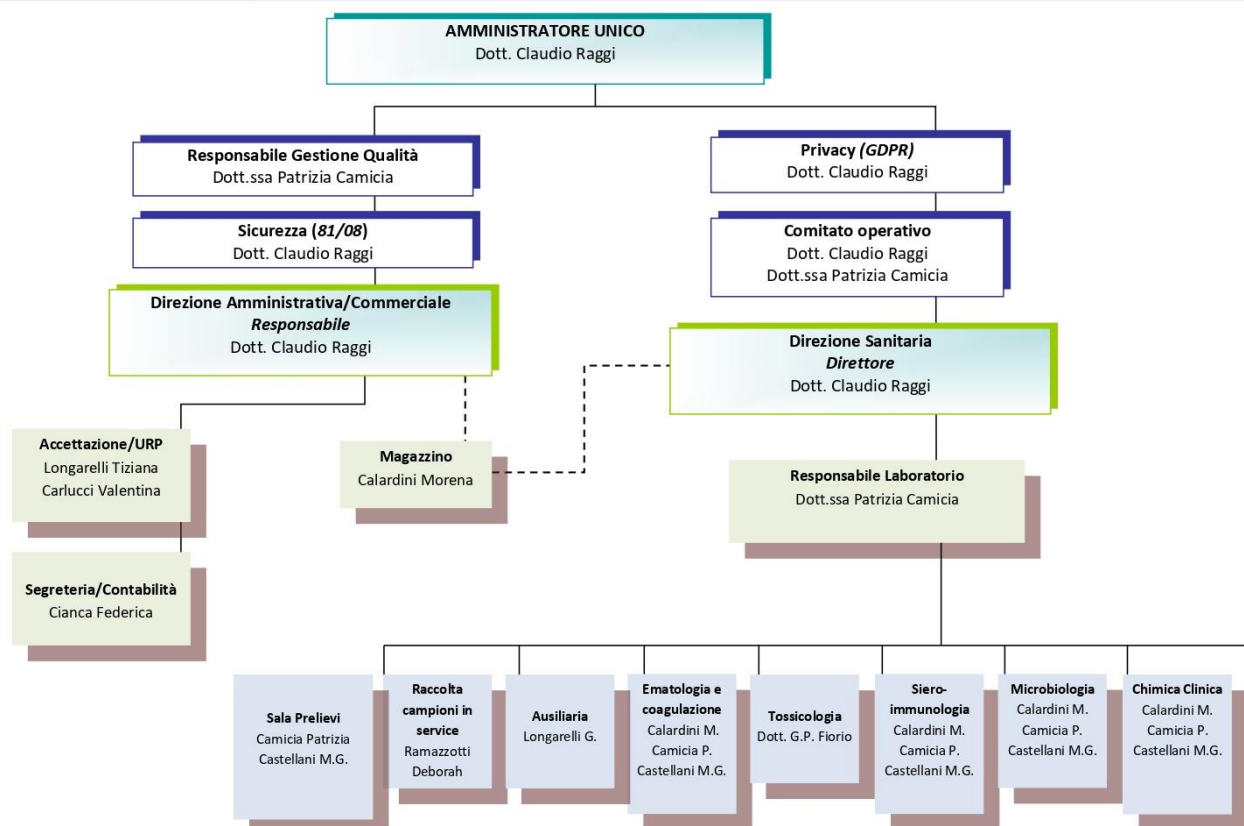 AMMINISTRATORE UNICO
Dott. Claudio Raggi
Responsabile Gestione Qualità
Dott.ssa Patrizia Camicia
Privacy (GDPR)
Dott. Claudio Raggi
Sicurezza (81/08)
Dott. Claudio Raggi
Comitato operativo
Dott. Claudio Raggi
Dott.ssa Patrizia Camicia
Direzione Amministrativa/Commerciale
Responsabile
Dott. Claudio Raggi
Direzione Sanitaria
Direttore
Dott. Claudio Raggi
Accettazione/URP
Longarelli Tiziana
Carlucci Valentina
Magazzino
Calardini Morena
Responsabile Laboratorio
Dott.ssa Patrizia Camicia
Segreteria/Contabilità
Cianca Federica
Sala Prelievi
Camicia Patrizia
Castellani M.G.
Raccolta
campioni in
service
Ramazzotti
Deborah
Ausiliaria
Longarelli G.
Ematologia e
coagulazione
Calardini M.
Camicia P.
Castellani M.G.
Tossicologia
Dott. G.P. Fiorio
Siero-
immunologia
Calardini M.
Camicia P.
Castellani M.G.
Microbiologia
Calardini M.
Camicia P.
Castellani M.G.
Chimica Clinica
Calardini M.
Camicia P.
Castellani M.G.